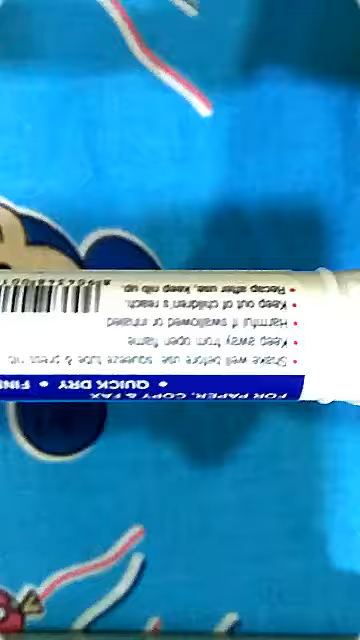 FOR PAPER, COPY & FAX
• QUICK DRY • FINE
• Shake well before use, squeeze tube & press nib.
• Keep away from open flame
• Harmful if swallowed or inhaled
• Keep out of children's reach.
• Recap after use, Keep nib up.